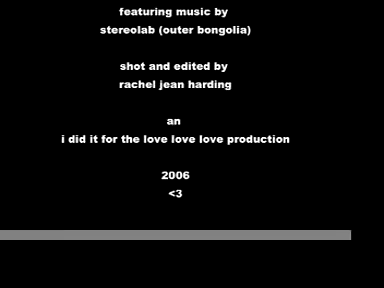 featuring music by
stereolab (outer bongolia)
shot and edited by
rachel jean harding
an
i did it for the love love love production
2006
<3